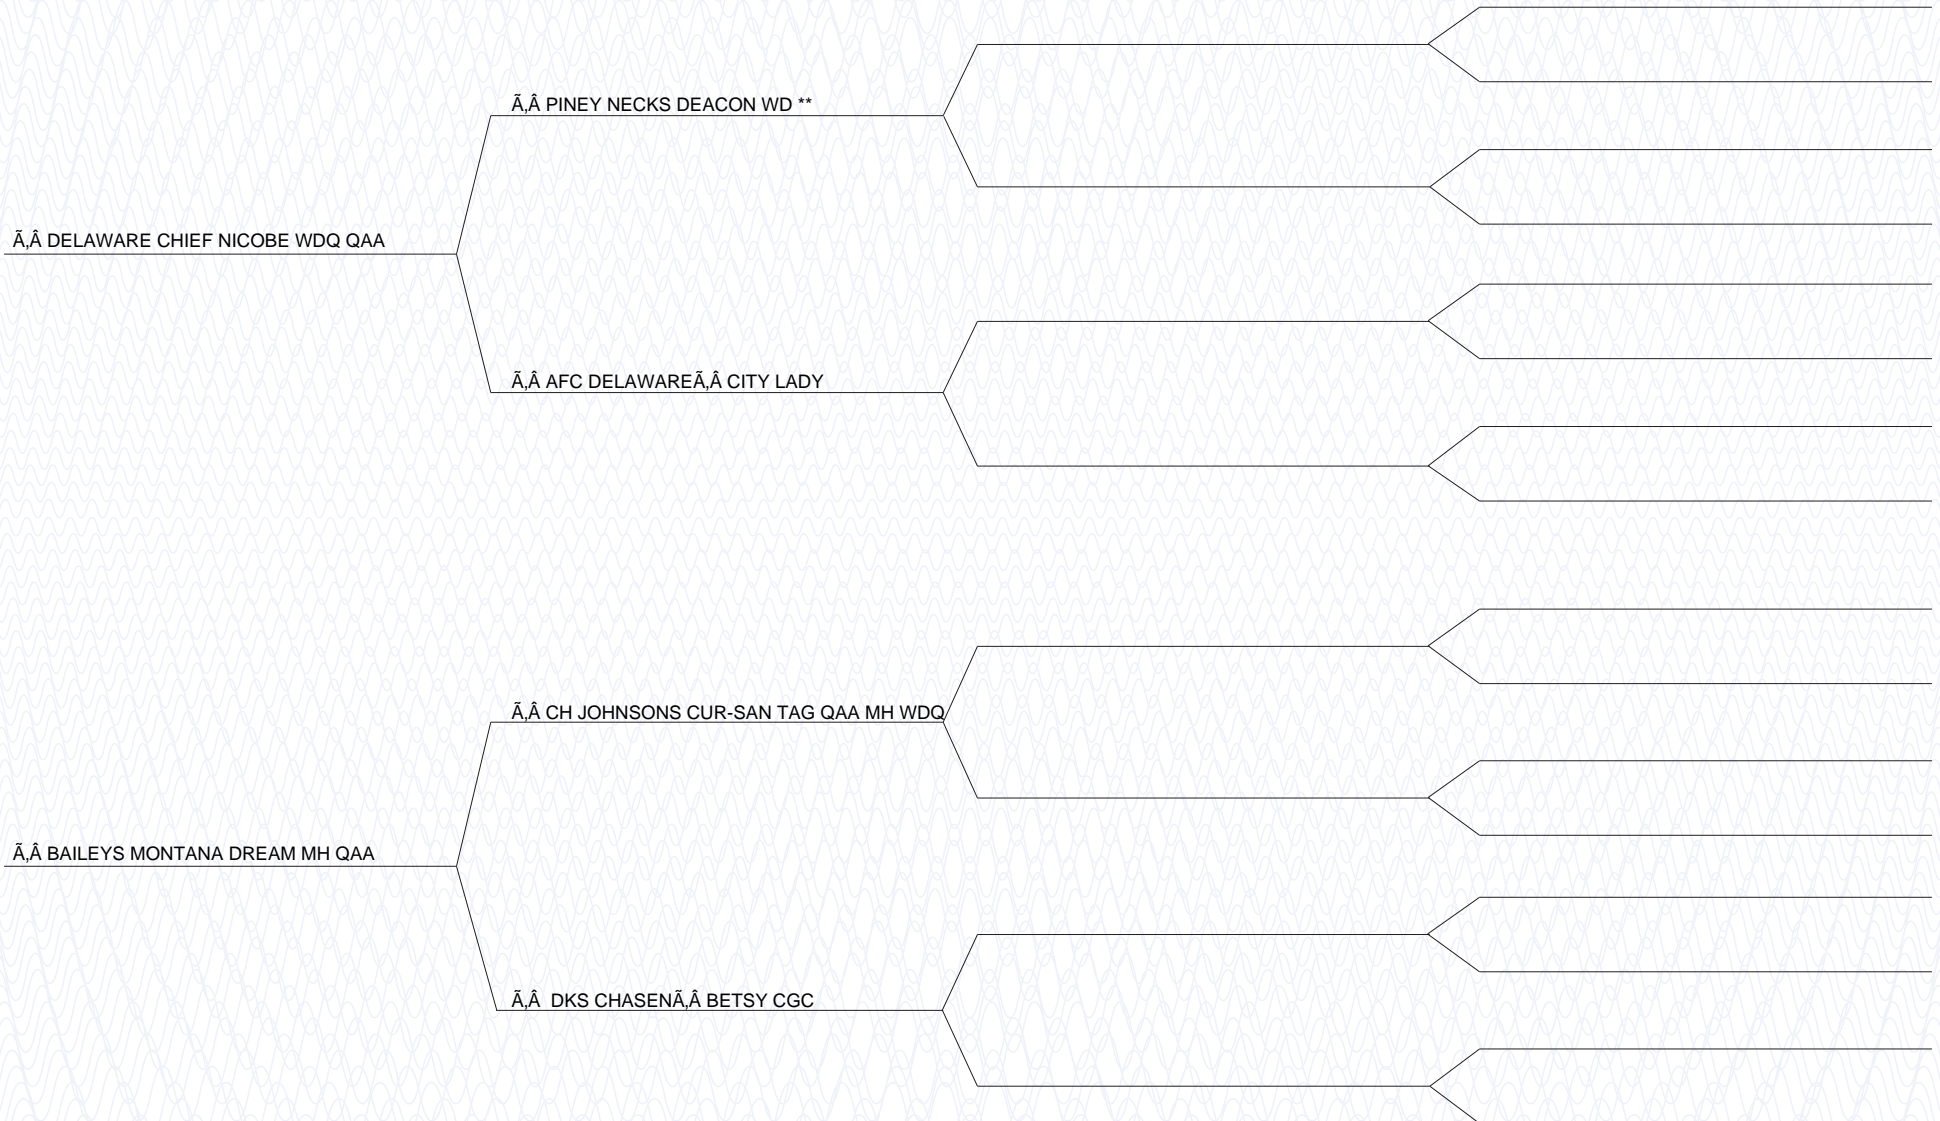 Ã‚Â PINEY NECKS DEACON WD **
Ã‚Â DELAWARE CHIEF NICOBE WDQ QAA
Ã‚Â AFC DELAWAREÃ‚Â CITY LADY
Ã‚Â CH JOHNSONS CUR-SAN TAG QAA MH WDQ
Ã‚Â BAILEYS MONTANA DREAM MH QAA
Ã‚Â  DKS CHASENÃ‚Â BETSY CGC